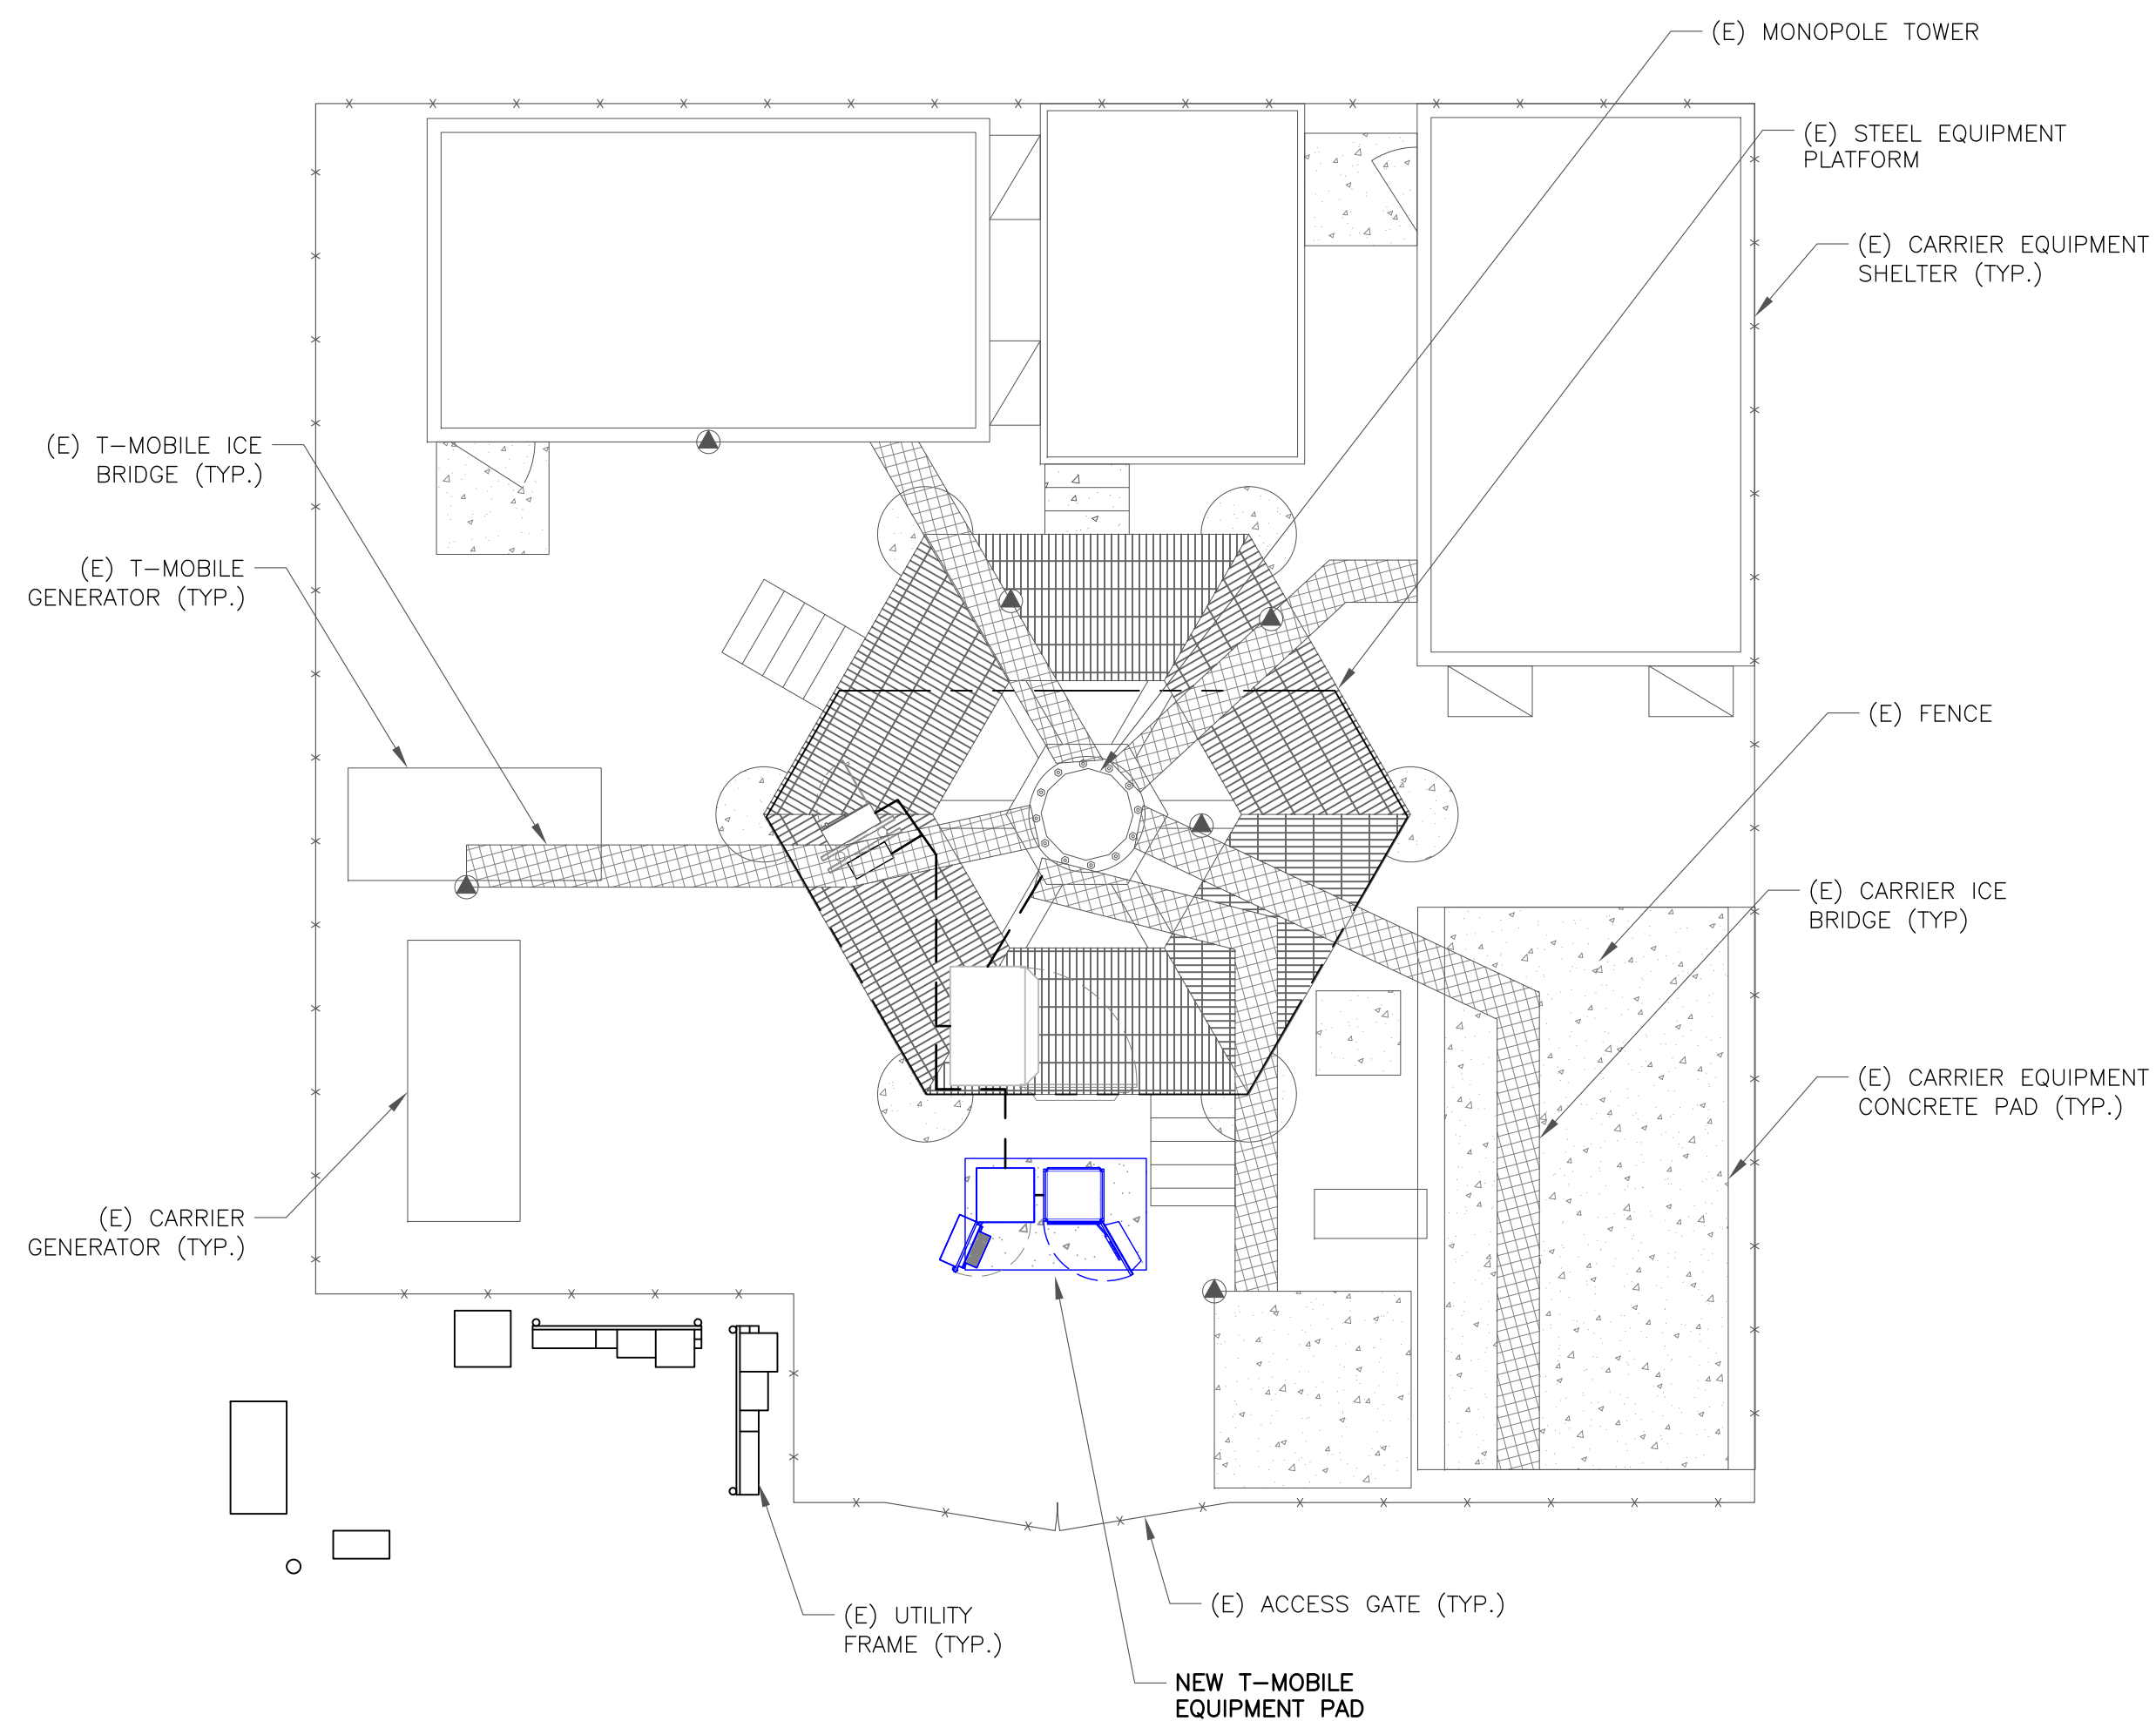 (E) MONOPOLE TOWER
(E) STEEL EQUIPMENT
PLATFORM
(E) CARRIER EQUIPMENT
SHELTER (TYP.)
(E) T-MOBILE ICE
BRIDGE (TYP.)
(E) T-MOBILE
GENERATOR (TYP.)
(E) FENCE
(E) CARRIER ICE
BRIDGE (TYP)
(E) CARRIER EQUIPMENT
CONCRETE PAD (TYP.)
(E) CARRIER
GENERATOR (TYP.)
(E) ACCESS GATE (TYP.)
(E) UTILITY
FRAME (TYP.)
NEW T-MOBILE
EQUIPMENT PAD